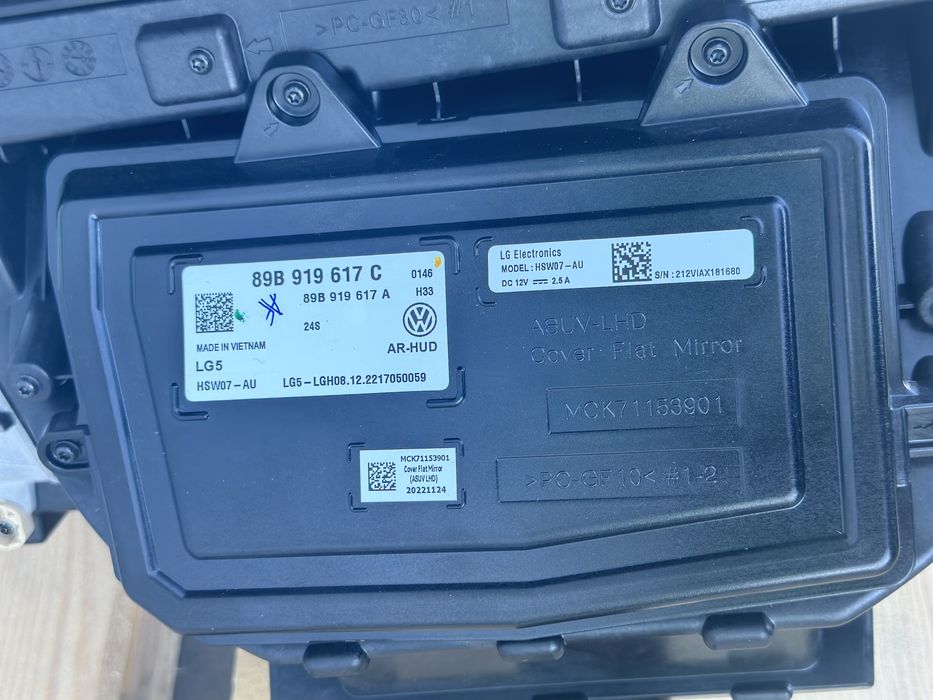 >PC-GF30< #1
89B 919 617 C
0146
89B 919 617 A
H33
24S
MADE IN VIETNAM
AR-HUD
LG5
HSW07-AU
LG5-LGH08.12.2217050059
LG Electronics
MODEL : HSW07-AU
DC 12V ⎓ 2.5 A
S/N : 212VIAX181680
ASUV-LHD
Cover Flat Mirror
MCK71153901
>PC-GF10< #1-2
MCK71153901
Cover Flat Mirror
(ASUV LHD)
20221124